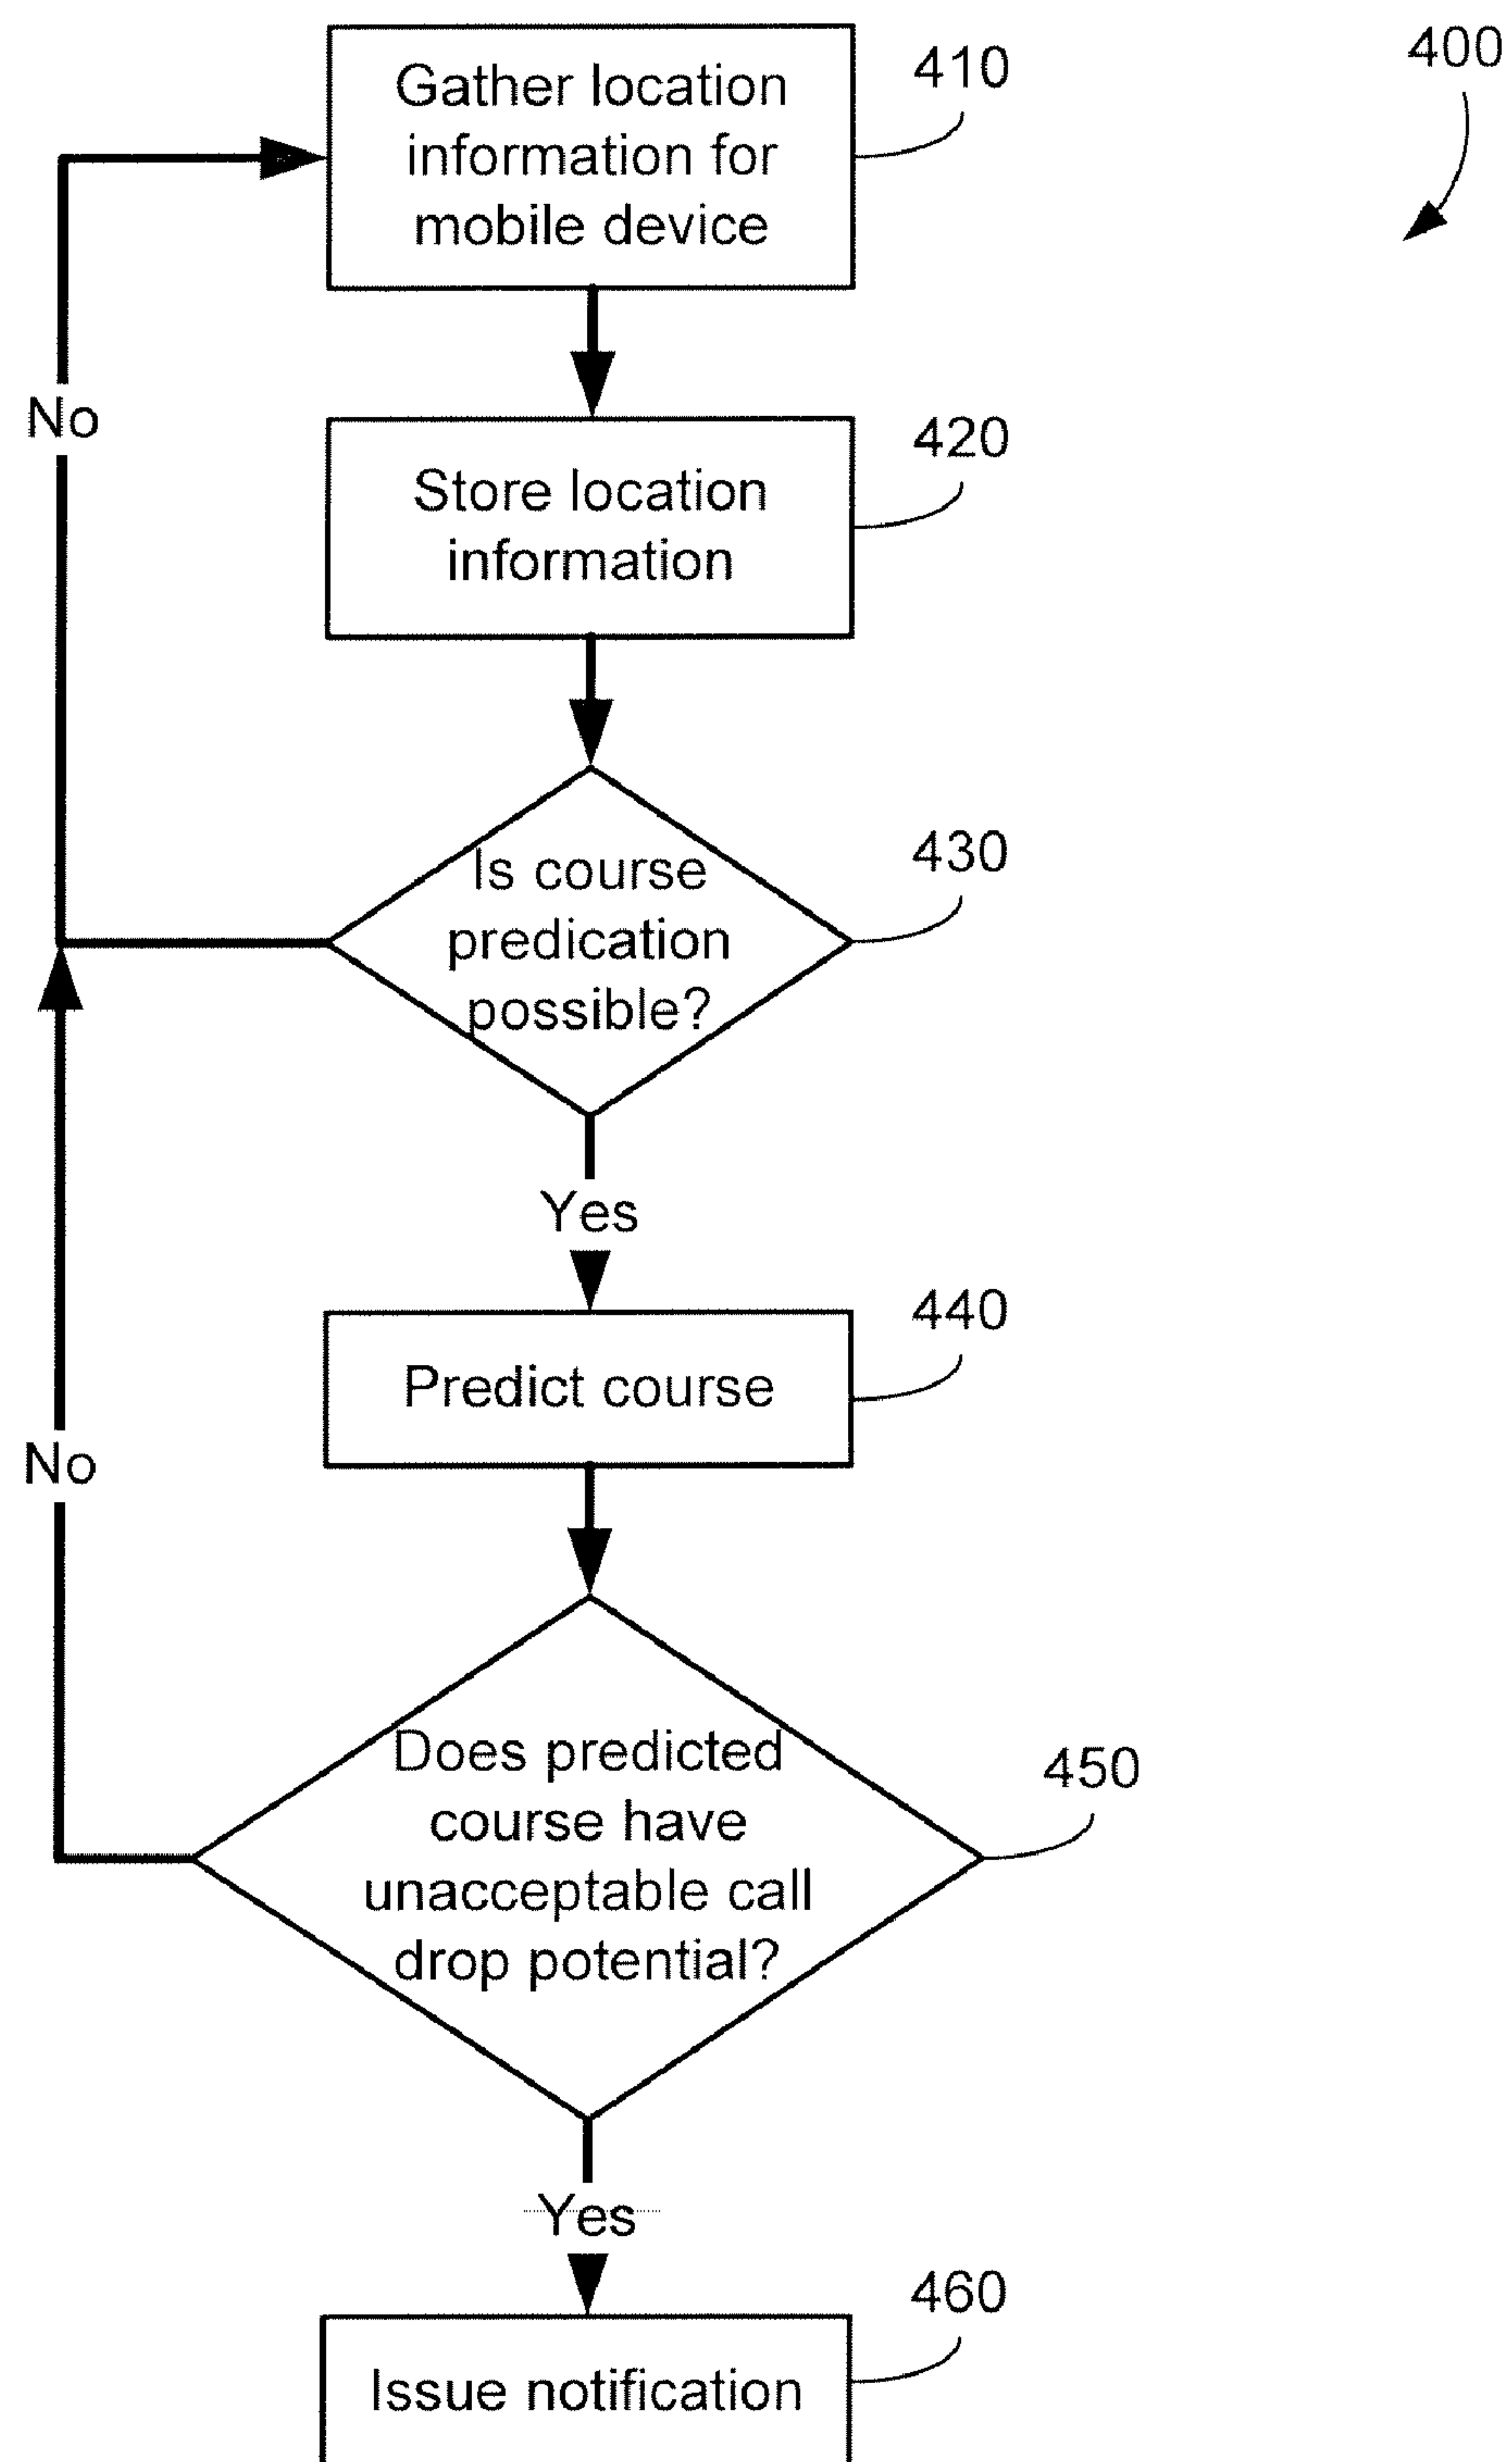 400
Gather location
information for
mobile device
410
No
Store location
information
420
Is course
predication
possible?
430
Yes
Predict course
440
No
Does predicted
course have
unacceptable call
drop potential?
450
Yes
Issue notification
460